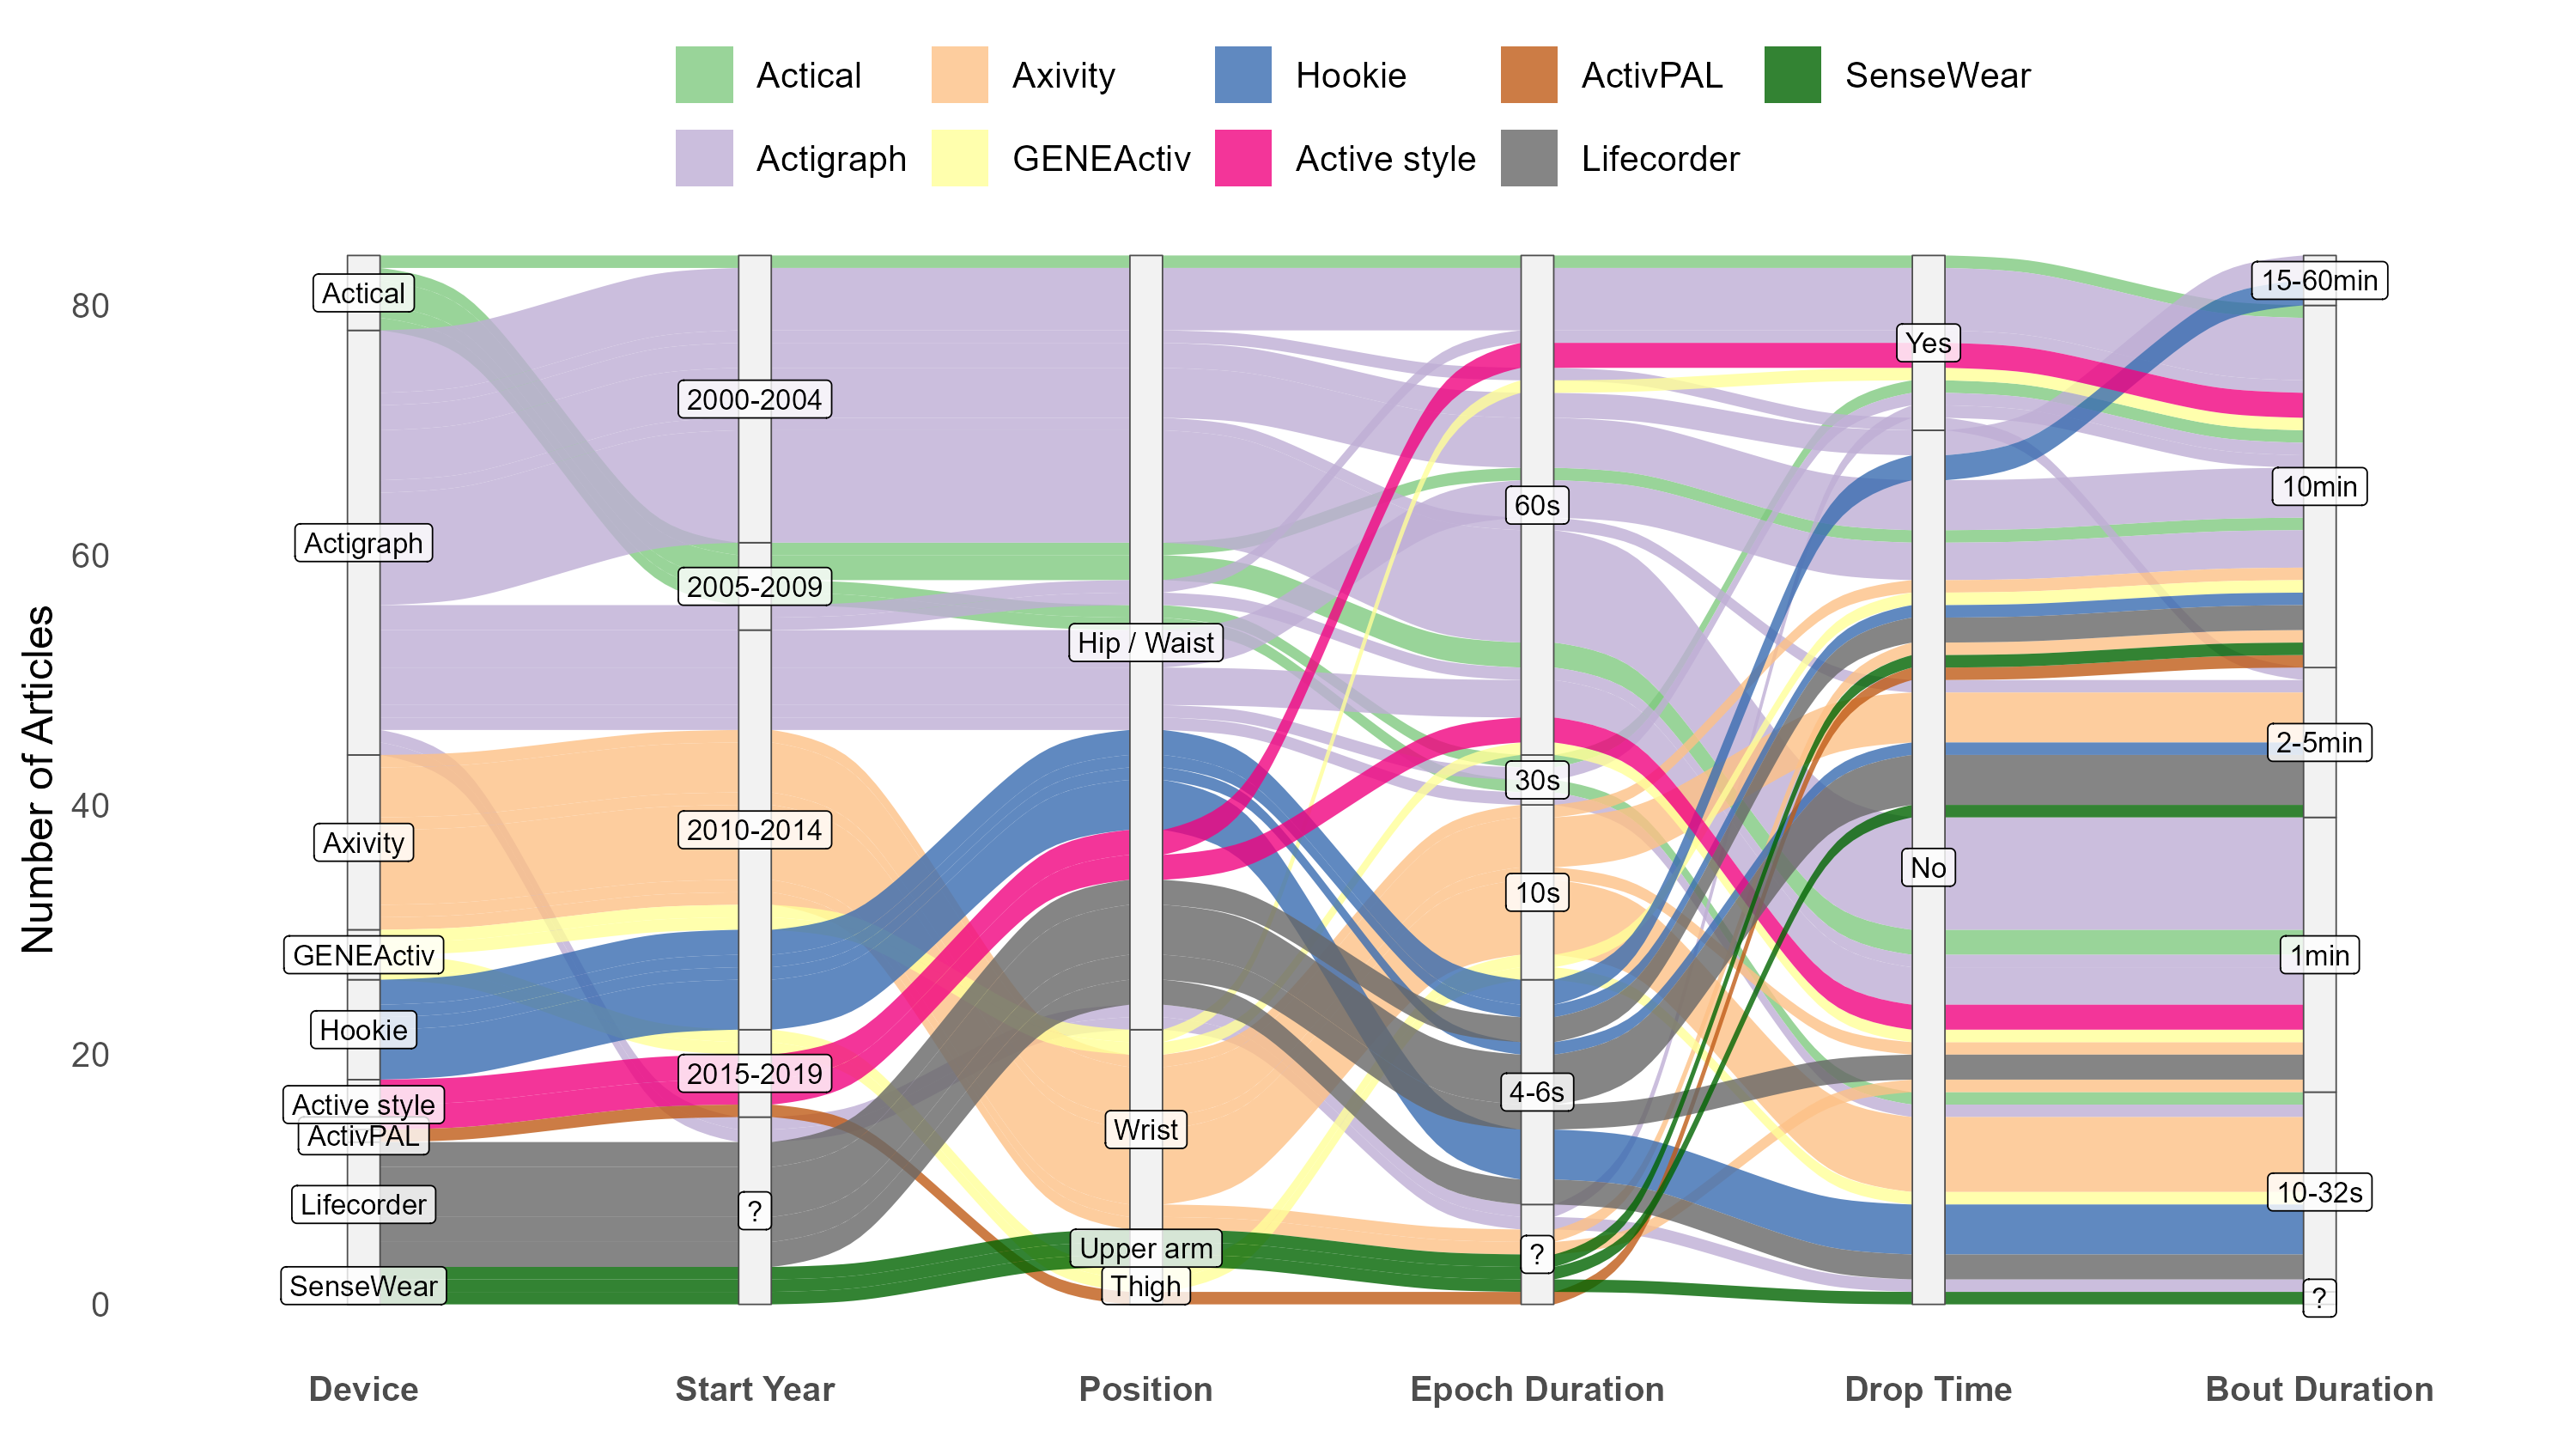 Actical
Axivity
Hookie
ActivPAL
SenseWear
Actigraph
GENEActiv
Active style
Lifecorder
Number of Articles
80
60
40
20
0
Actical
Actigraph
Axivity
GENEActiv
Hookie
Active style
ActivPAL
Lifecorder
SenseWear
2000-2004
2005-2009
2010-2014
2015-2019
?
Hip / Waist
Wrist
Upper arm
Thigh
60s
30s
10s
4-6s
?
Yes
No
15-60min
10min
2-5min
1min
10-32s
?
Device
Start Year
Position
Epoch Duration
Drop Time
Bout Duration